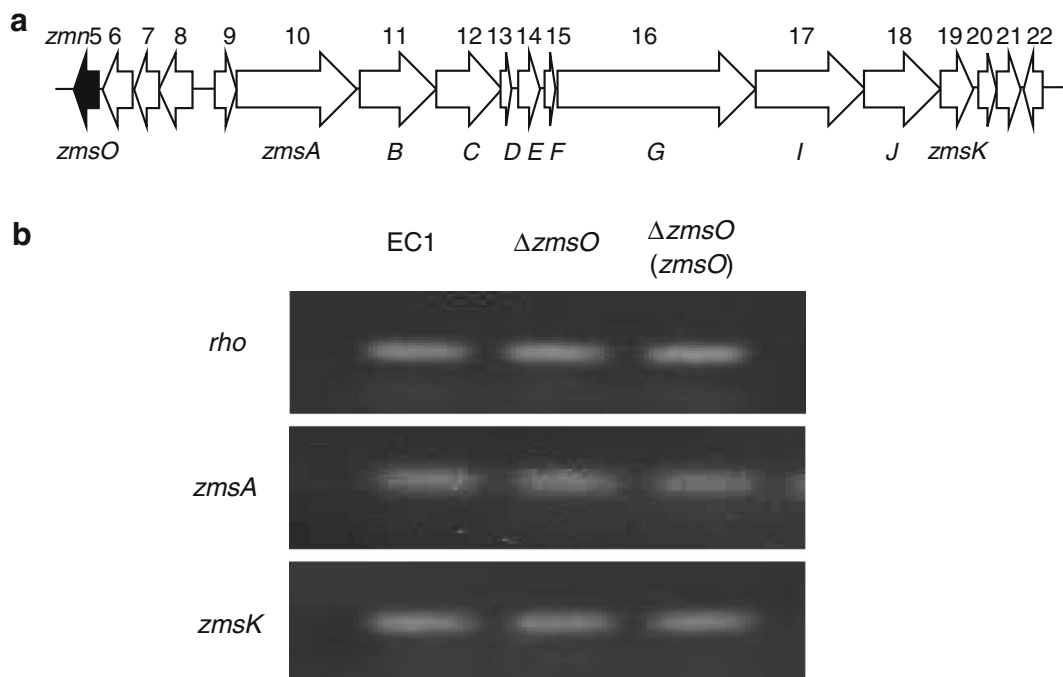 a
zmn5 6 7 8 9 10 11 12 13 14 15 16 17 18 19 20 21 22
zmsO zmsA B C D E F G I J zmsK
b
EC1 ΔzmsO ΔzmsO
(zmsO)
rho
zmsA
zmsK